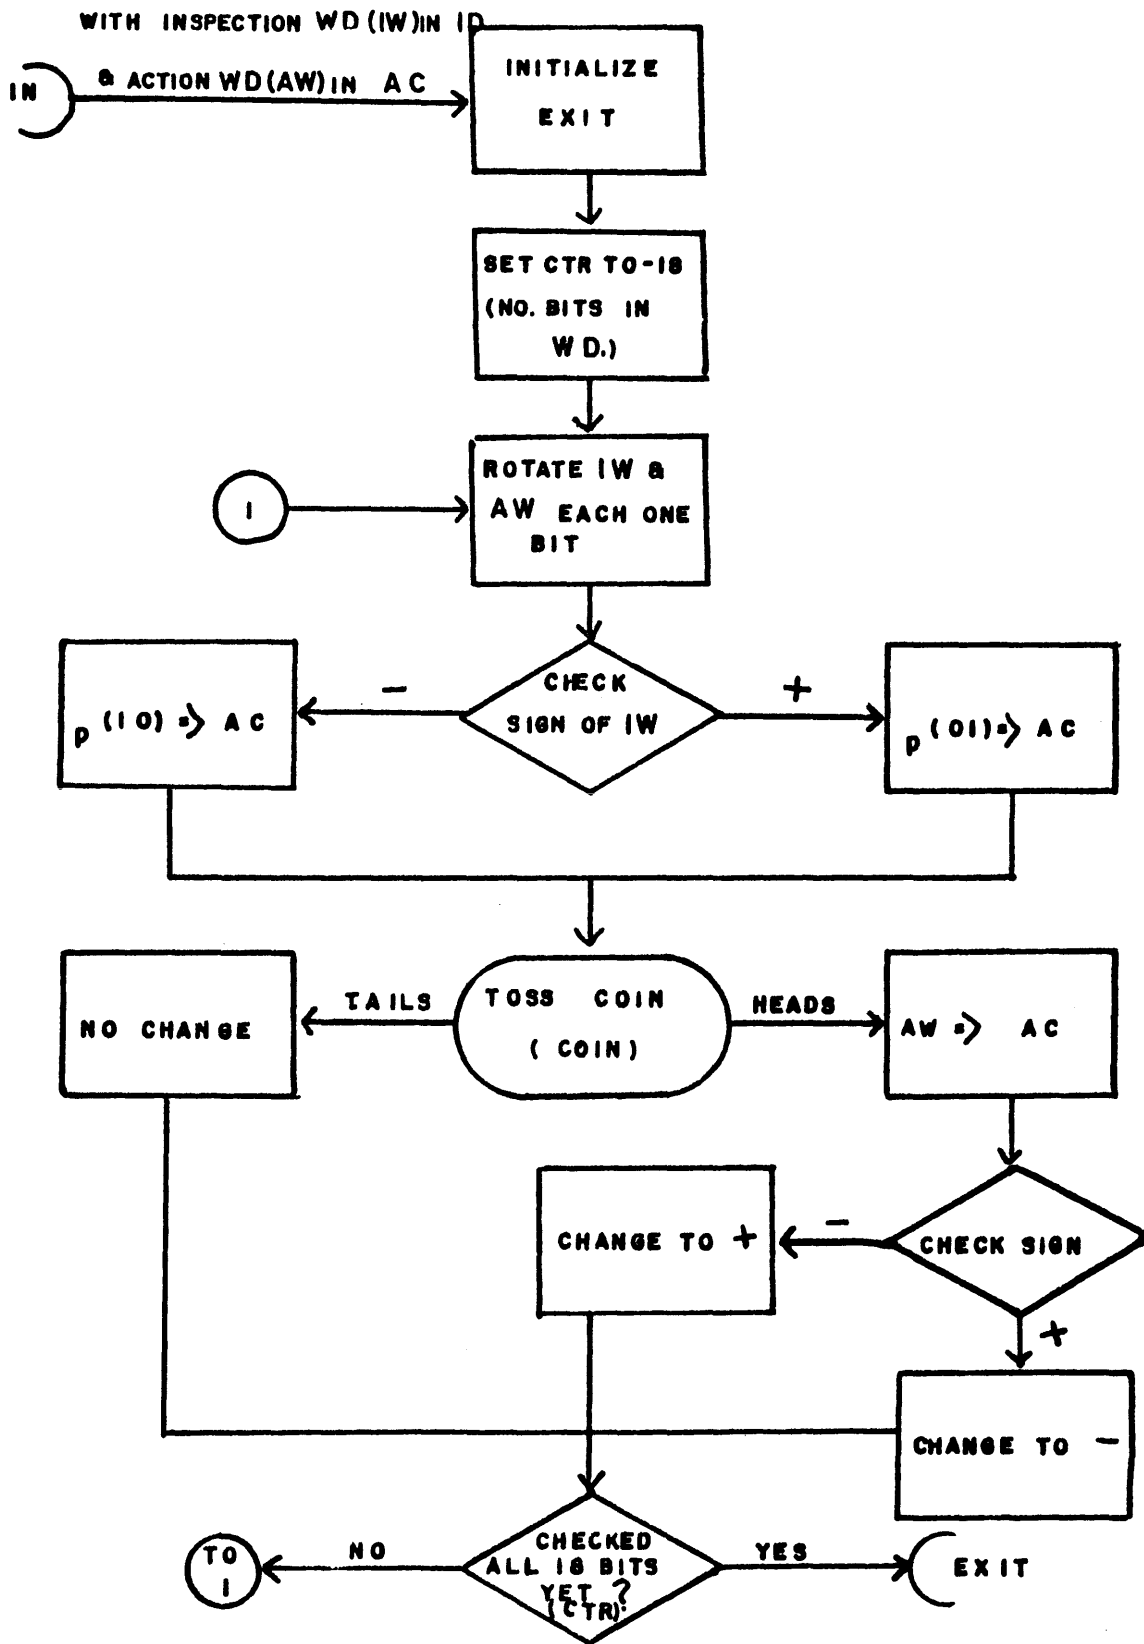 WITH INSPECTION WD (IW) IN ID
IN
& ACTION WD (AW) IN AC
INITIALIZE
EXIT
SET CTR TO -18
(NO. BITS IN
WD.)
1
ROTATE IW &
AW EACH ONE
BIT
p (10) => AC
-
CHECK
SIGN OF IW
+
p (01) => AC
NO CHANGE
TAILS
TOSS COIN
(COIN)
HEADS
AW => AC
CHANGE TO +
-
CHECK SIGN
+
CHANGE TO -
TO
1
NO
CHECKED
ALL 18 BITS
YET ?
(CTR)
YES
EXIT